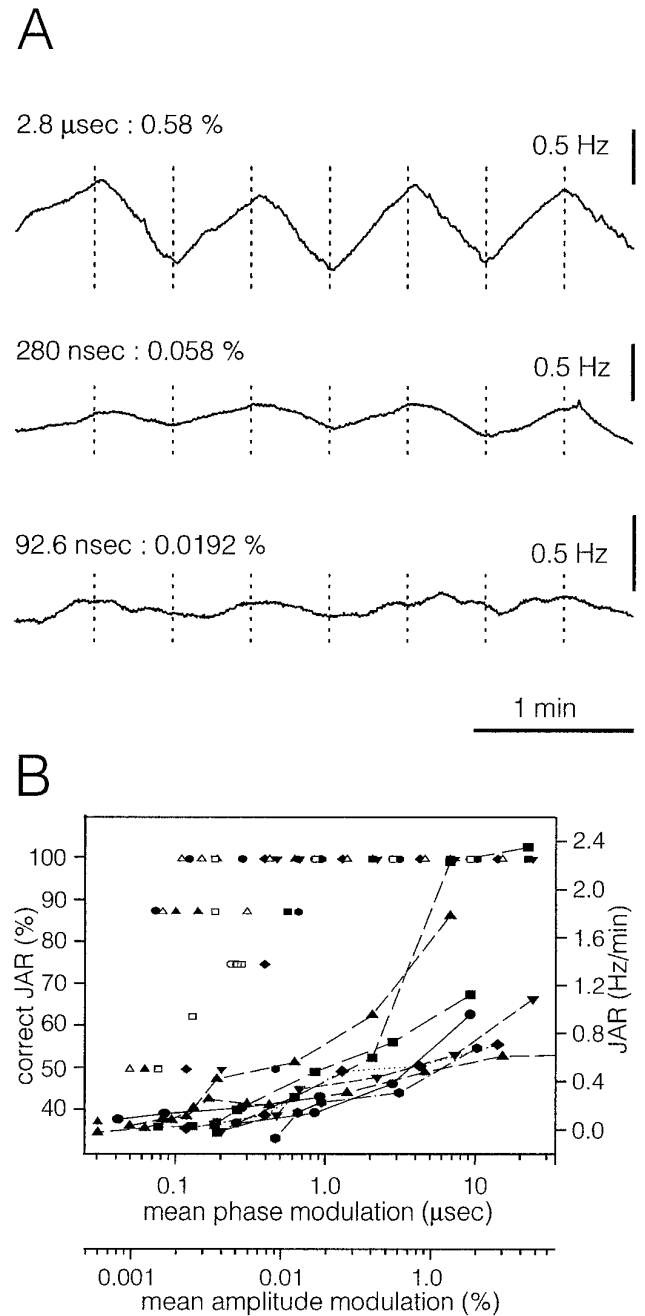 A
2.8 μsec : 0.58 %
0.5 Hz
280 nsec : 0.058 %
0.5 Hz
92.6 nsec : 0.0192 %
0.5 Hz
1 min
B
100
90
80
70
60
50
40
correct JAR (%)
2.4
2.0
1.6
1.2
0.8
0.4
0.0
JAR (Hz/min)
0.1 1.0 10
mean phase modulation (μsec)
0.001 0.01 0.1 1.0
mean amplitude modulation (%)